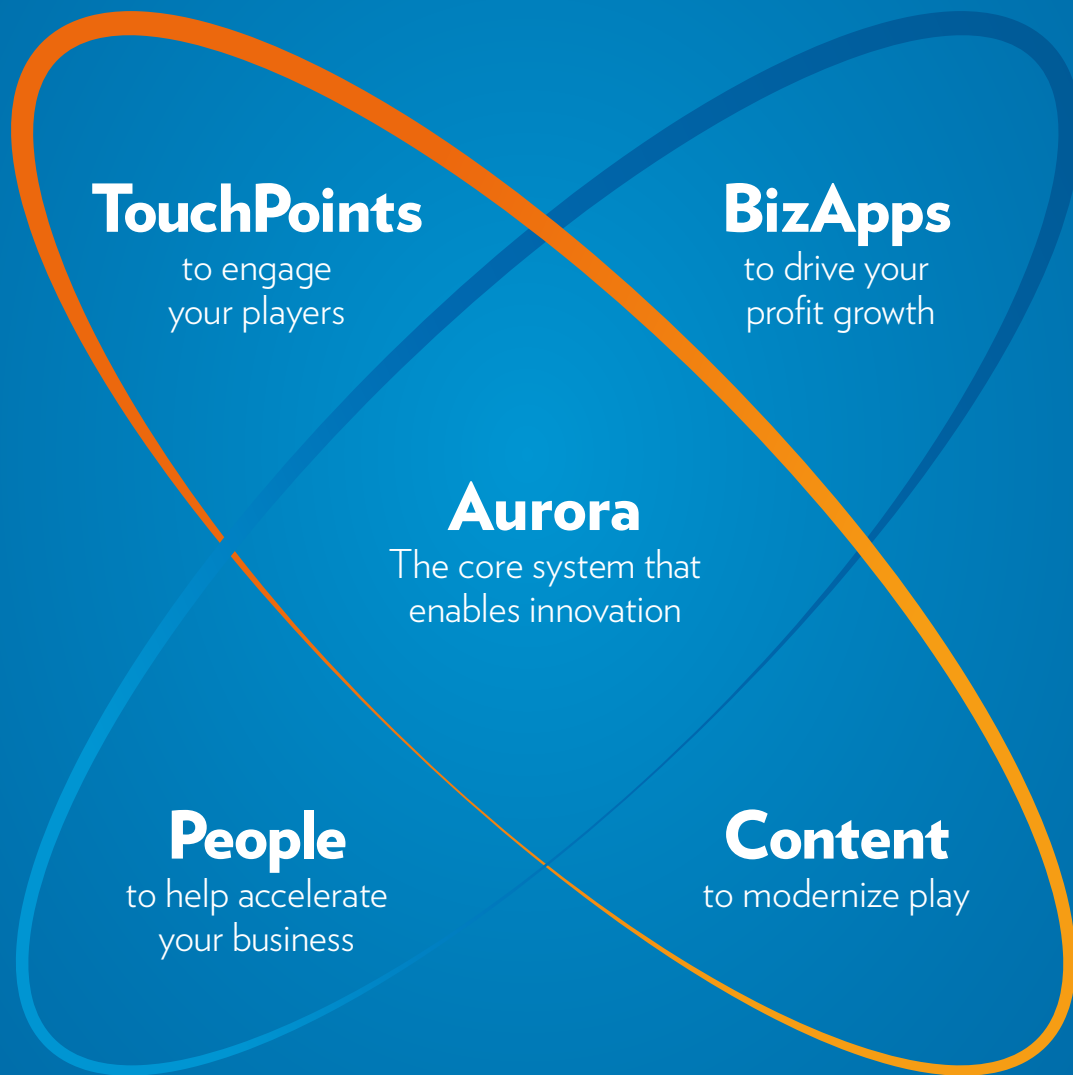 TouchPoints
to engage
your players
BizApps
to drive your
profit growth
Aurora
The core system that
enables innovation
People
to help accelerate
your business
Content
to modernize play